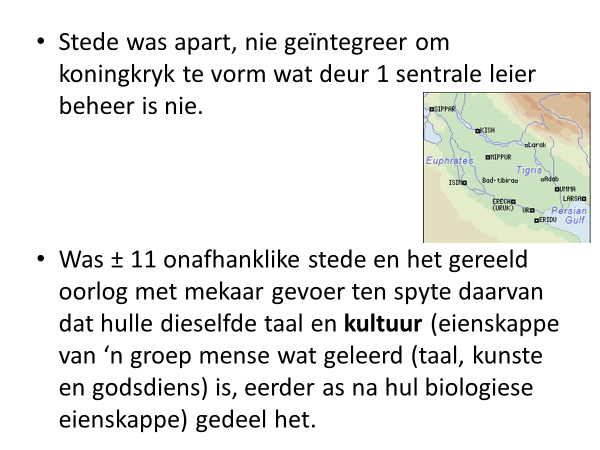 • Stede was apart, nie geïntegreer om
koningkryk te vorm wat deur 1 sentrale leier
beheer is nie.
SIPPAR
KISH
Larak
Euphrates
NIPPUR
Tigris
ISIN
Bad-tibira
Adab
UMMA
ERECH
(URUK)
LARSA
UR
Persian
Gulf
ERIDU
• Was ± 11 onafhanklike stede en het gereeld
oorlog met mekaar gevoer ten spyte daarvan
dat hulle dieselfde taal en kultuur (eienskappe
van ‘n groep mense wat geleerd (taal, kunste
en godsdiens) is, eerder as na hul biologiese
eienskappe) gedeel het.